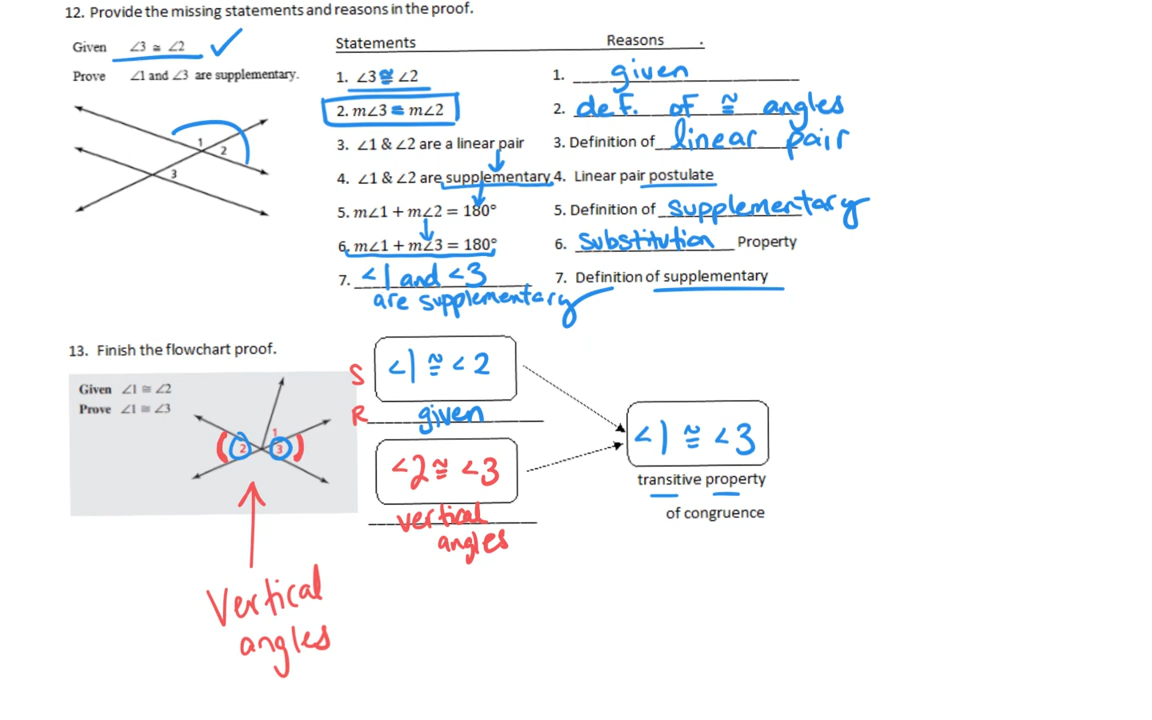 12. Provide the missing statements and reasons in the proof.
Given ∠3 ≅ ∠2 ✓
Prove ∠1 and ∠3 are supplementary.
Statements Reasons .
1. ∠3 ≅ ∠2 1. given
2. m∠3 = m∠2 2. def. of ≅ angles
3. ∠1 & ∠2 are a linear pair 3. Definition of linear pair
4. ∠1 & ∠2 are supplementary 4. Linear pair postulate
5. m∠1 + m∠2 = 180° 5. Definition of supplementary
6. m∠1 + m∠3 = 180° 6. substitution Property
7. <1 and <3 7. Definition of supplementary
are supplementary
1
2
3
13. Finish the flowchart proof.
Given ∠1 ≅ ∠2
Prove ∠1 ≅ ∠3
1
2 3
Vertical
angles
S <1 ≅ <2
R given
<2 ≅ <3
vertical
angles
<1 ≅ <3
transitive property
of congruence